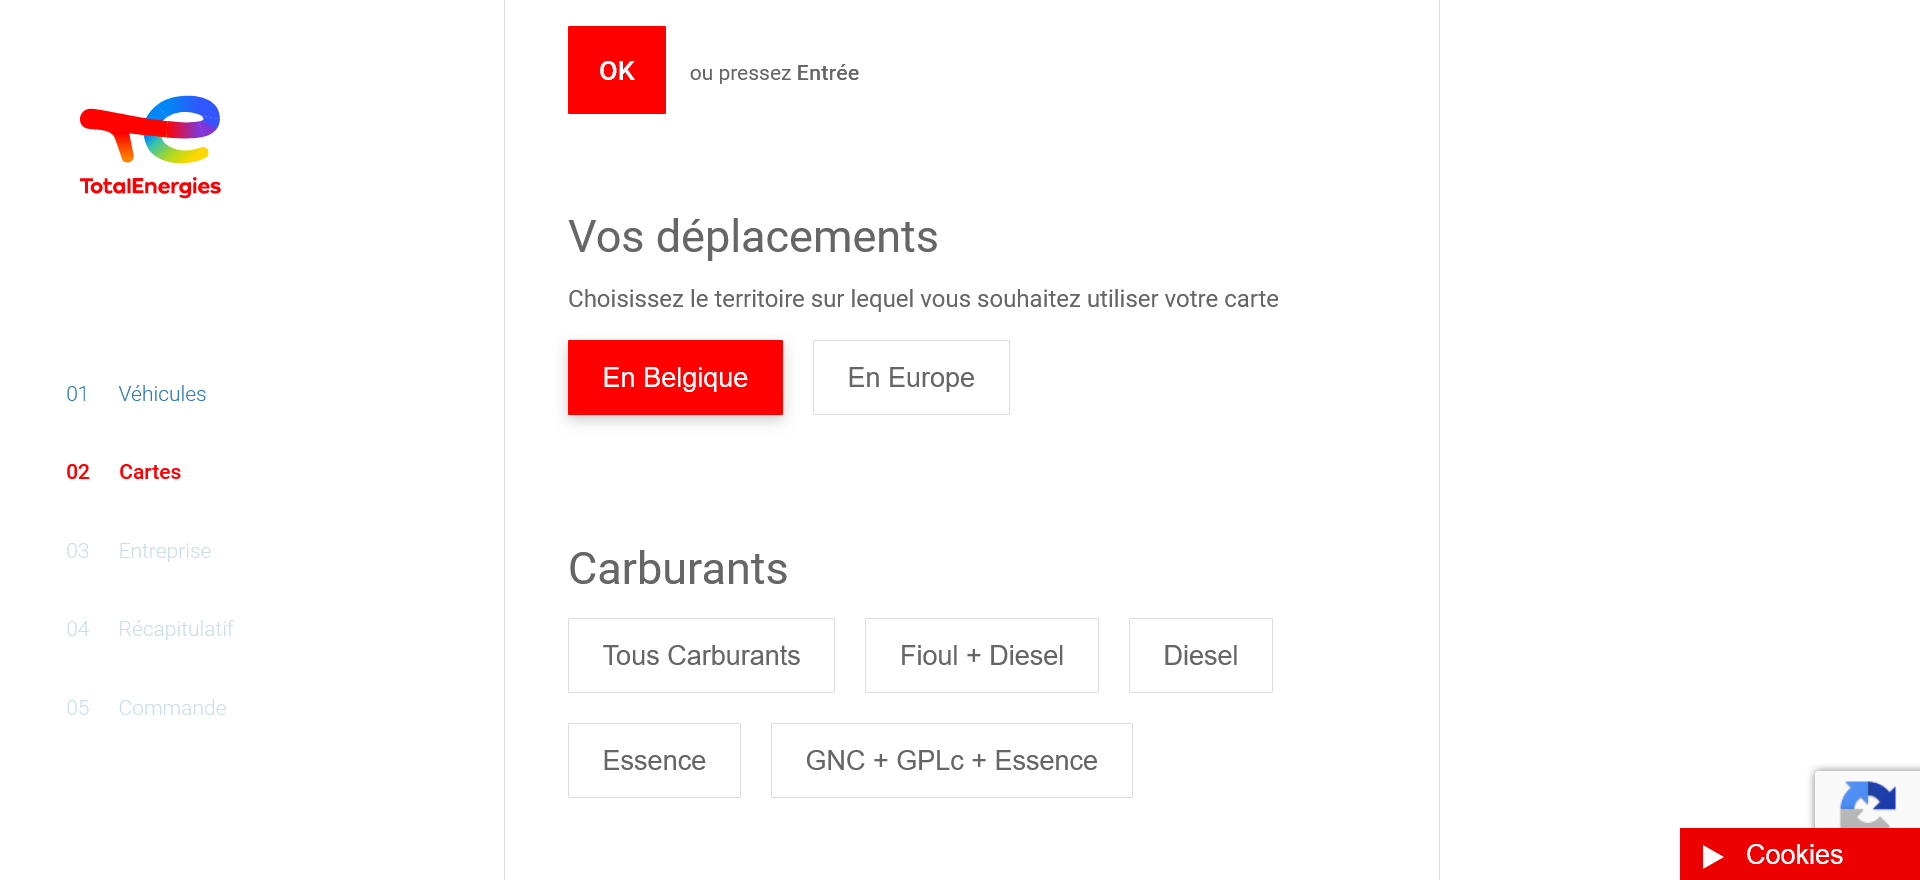 OK
ou pressez Entrée
TotalEnergies
Vos déplacements
Choisissez le territoire sur lequel vous souhaitez utiliser votre carte
En Belgique
En Europe
01 Véhicules
02 Cartes
03 Entreprise
04 Récapitulatif
05 Commande
Carburants
Tous Carburants
Fioul + Diesel
Diesel
Essence
GNC + GPLc + Essence
Cookies